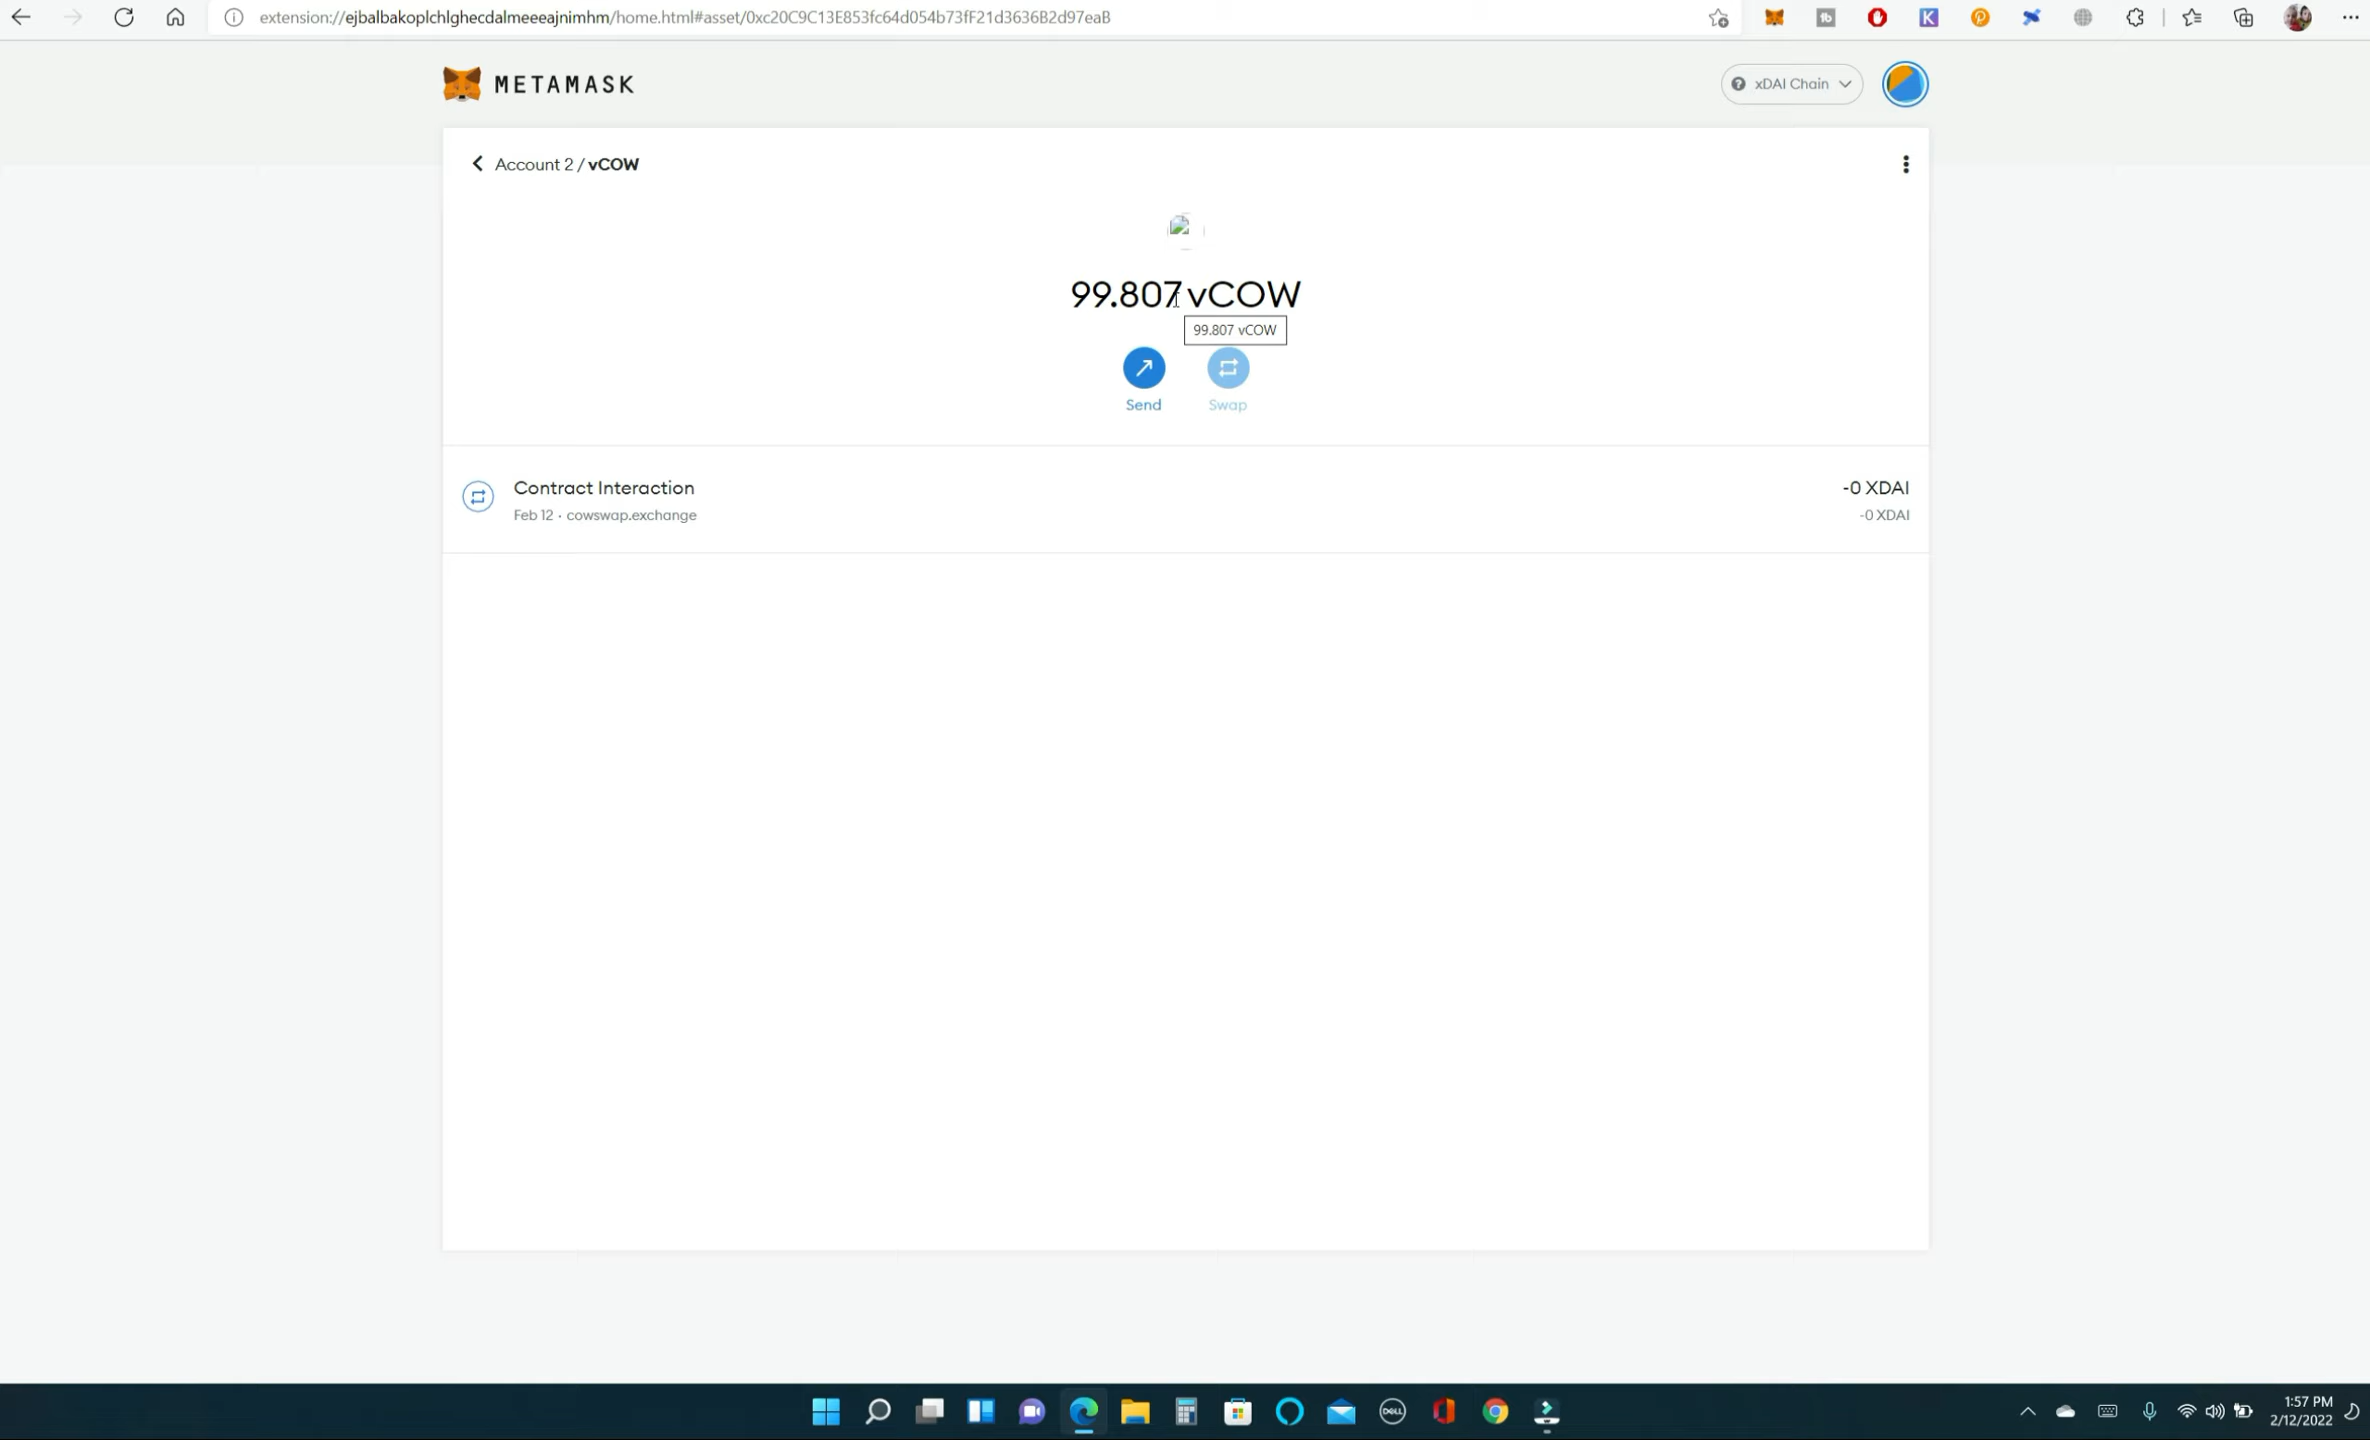 extension://ejbalbakoplchlghecdalmeeeajnimhm/home.html#asset/0xc20C9C13E853fc64d054b73fF21d3636B2d97eaB
METAMASK
xDAI Chain
Account 2 / vCOW
99.807 vCOW
99.807 vCOW
Send
Swap
Contract Interaction
-0 XDAI
Feb 12 · cowswap.exchange
-0 XDAI
DELL
1:57 PM
2/12/2022